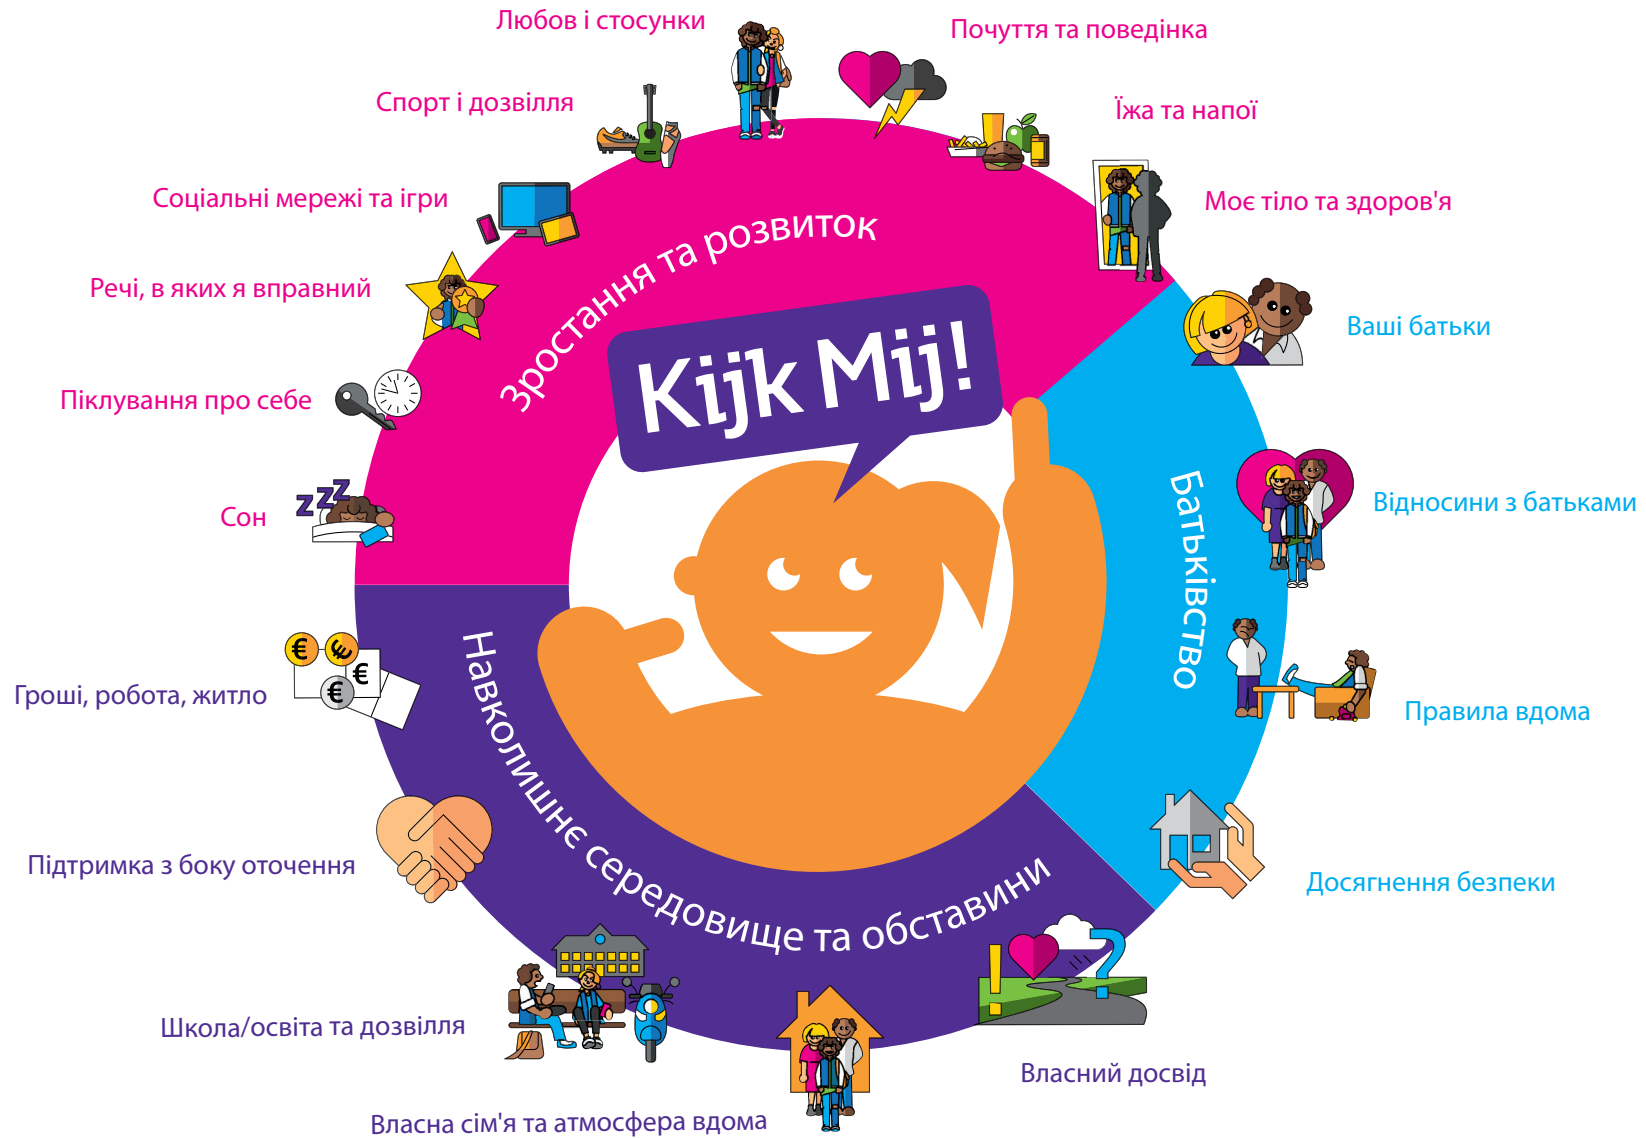 Любов і стосунки
Почуття та поведінка
Спорт і дозвілля
Їжа та напої
Соціальні мережі та ігри
Моє тіло та здоров'я
Зростання та розвиток
Речі, в яких я вправний
Ваші батьки
Kijk Mij!
Піклування про себе
Батьківство
Відносини з батьками
zzz
Сон
€ € € €
Гроші, робота, житло
Правила вдома
Навколишнє середовище та обставини
Підтримка з боку оточення
Досягнення безпеки
! ?
Школа/освіта та дозвілля
Власний досвід
Власна сім'я та атмосфера вдома